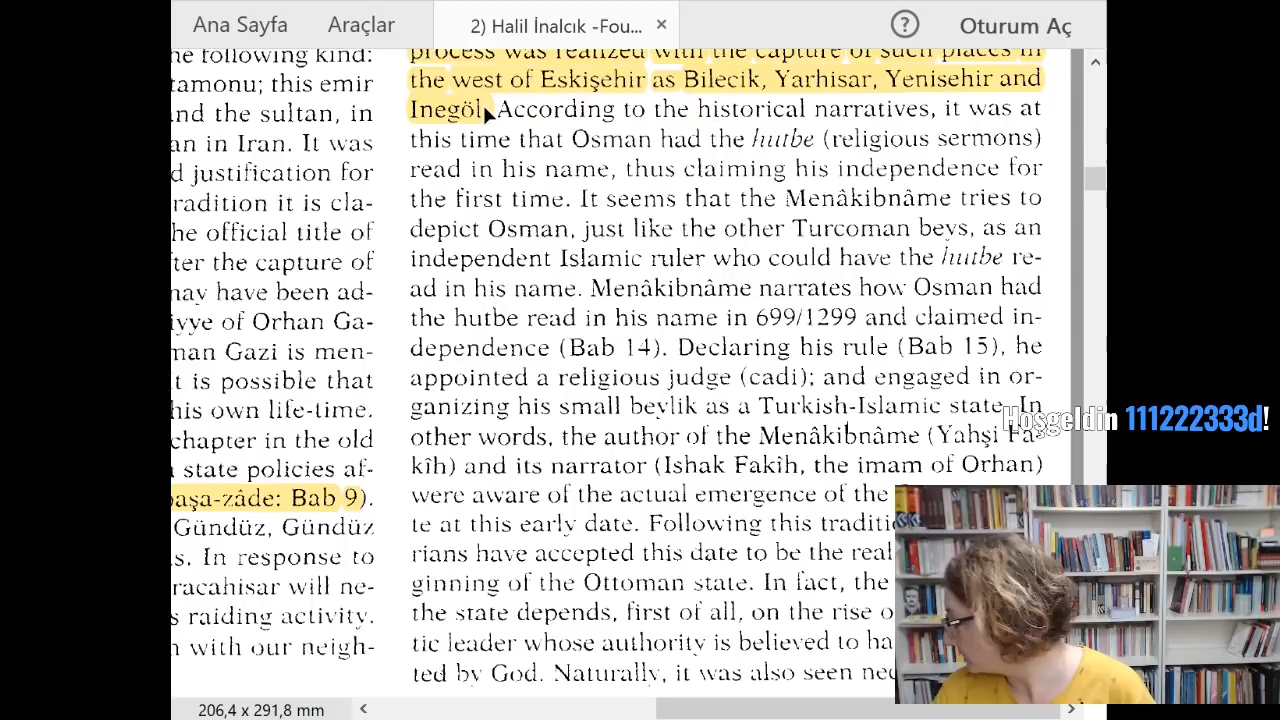 Ana Sayfa
Araçlar
2) Halil İnalcık -Fou...
Oturum Aç
he following kind:
tamonu; this emir
nd the sultan, in
an in Iran. It was
d justification for
radition it is cla-
he official title of
ter the capture of
may have been ad-
iyye of Orhan Ga-
man Gazi is men-
t is possible that
his own life-time.
chapter in the old
state policies af-
paşa-zâde: Bab 9).
Gündüz, Gündüz
s. In response to
racahisar will ne-
s raiding activity.
n with our neigh-
process was realized with the capture of such places in
the west of Eskişehir as Bilecik, Yarhisar, Yenisehir and
Inegöl. According to the historical narratives, it was at
this time that Osman had the hutbe (religious sermons)
read in his name, thus claiming his independence for
the first time. It seems that the Menâkibnâme tries to
depict Osman, just like the other Turcoman beys, as an
independent Islamic ruler who could have the hutbe re-
ad in his name. Menâkibnâme narrates how Osman had
the hutbe read in his name in 699/1299 and claimed in-
dependence (Bab 14). Declaring his rule (Bab 15), he
appointed a religious judge (cadi); and engaged in or-
ganizing his small beylik as a Turkish-Islamic state. In
other words, the author of the Menâkibnâme (Yahşi Fa-
kîh) and its narrator (Ishak Fakîh, the imam of Orhan)
were aware of the actual emergence of the
te at this early date. Following this traditi
rians have accepted this date to be the real
ginning of the Ottoman state. In fact, the
the state depends, first of all, on the rise o
tic leader whose authority is believed to ha
ted by God. Naturally, it was also seen nec
Hoşgeldin 111222333d!
206,4 x 291,8 mm